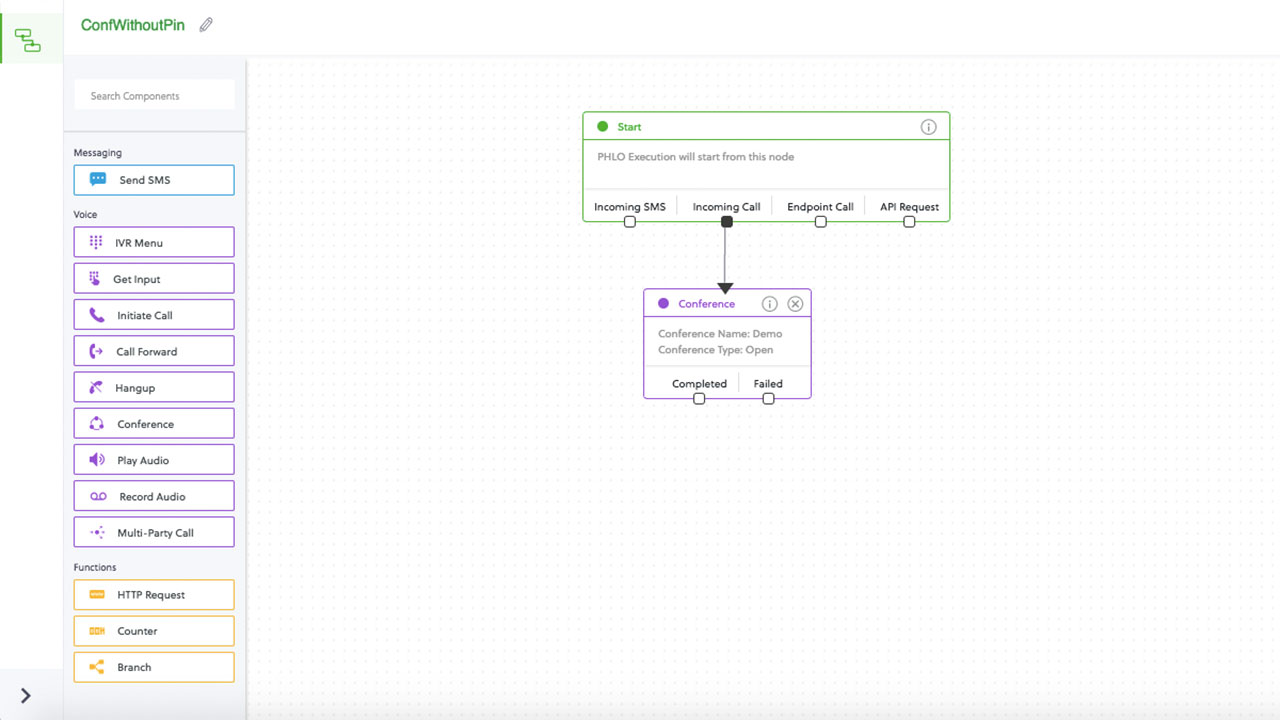 ConfWithoutPin
Search Components
Messaging
Send SMS
Voice
IVR Menu
Get Input
Initiate Call
Call Forward
Hangup
Conference
Play Audio
Record Audio
Multi-Party Call
Functions
HTTP Request
Counter
Branch
Start
PHLO Execution will start from this node
Incoming SMS Incoming Call Endpoint Call API Request
Conference
Conference Name: Demo
Conference Type: Open
Completed Failed